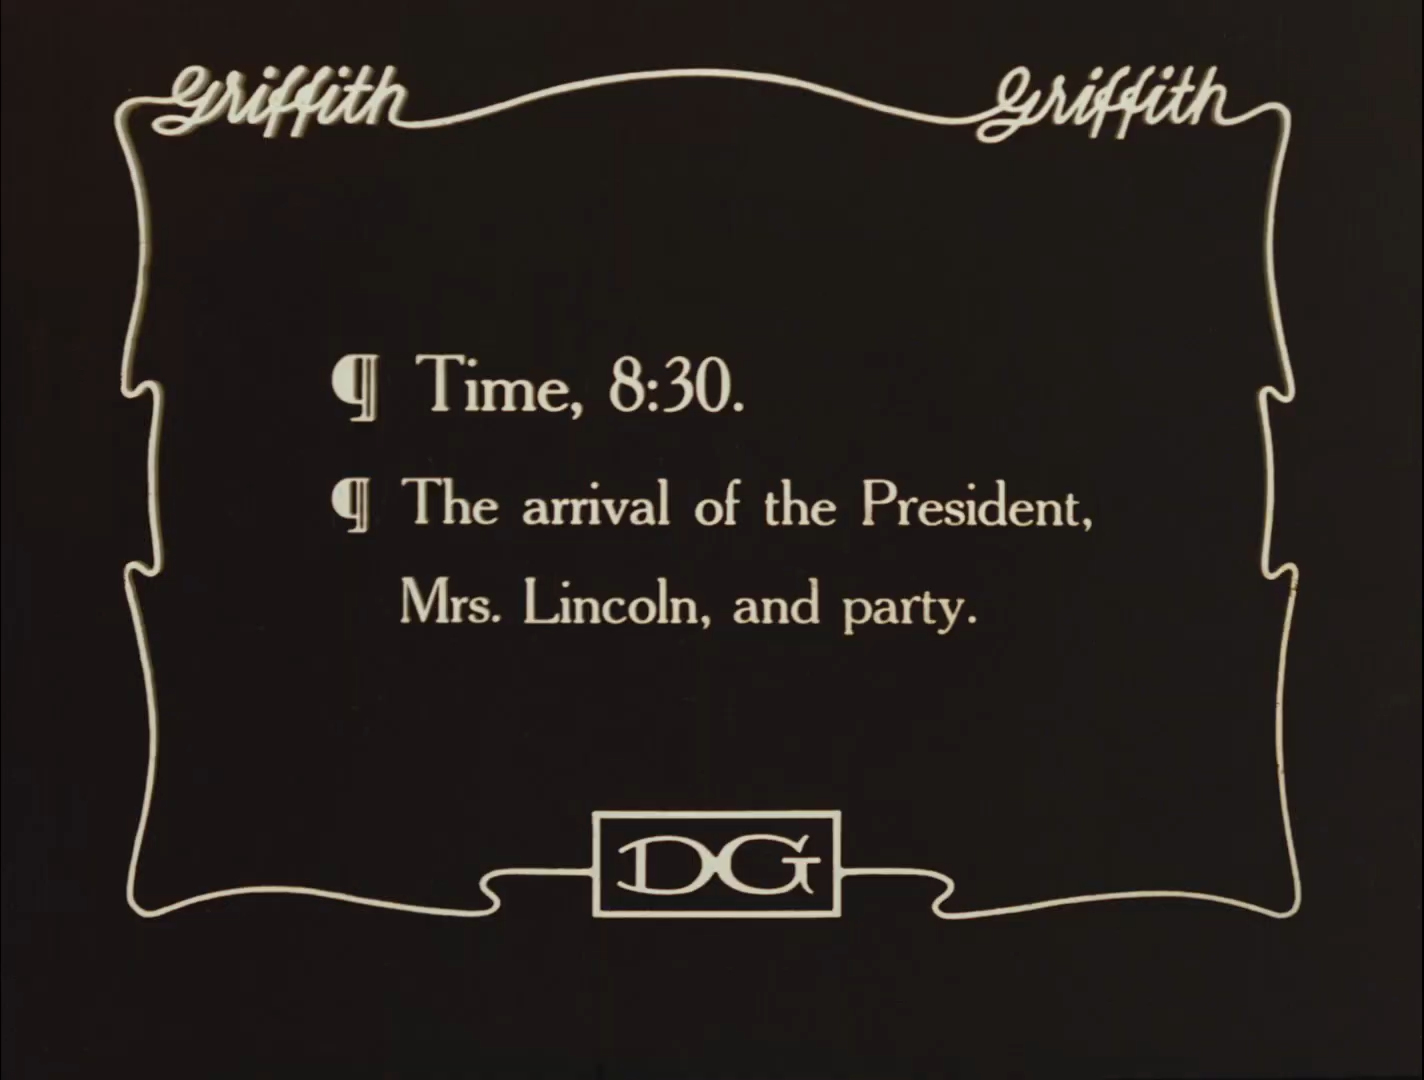 Griffith Griffith
¶ Time, 8:30.
¶ The arrival of the President,
Mrs. Lincoln, and party.
DG